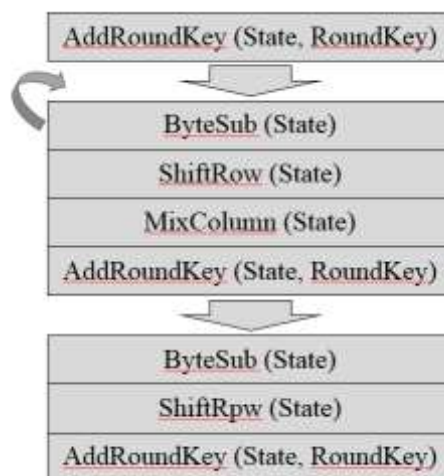 AddRoundKey (State, RoundKey)
ByteSub (State)
ShiftRow (State)
MixColumn (State)
AddRoundKey (State, RoundKey)
ByteSub (State)
ShiftRpw (State)
AddRoundKey (State, RoundKey)